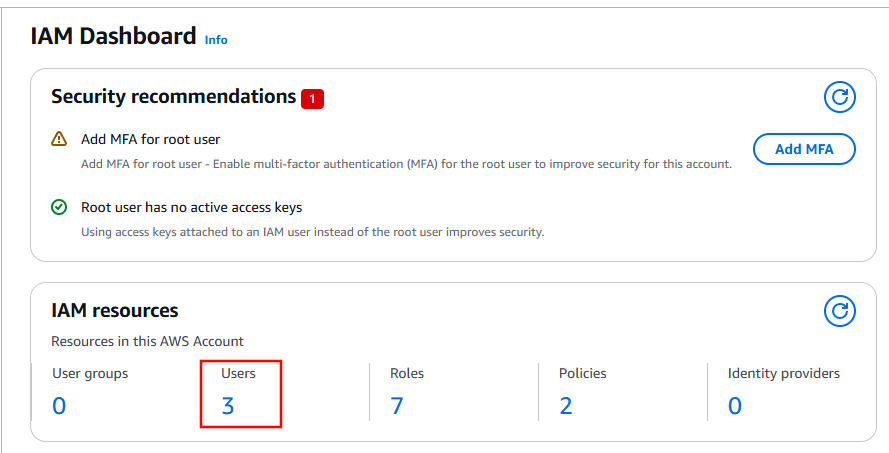 IAM Dashboard Info
Security recommendations 1
Add MFA for root user
Add MFA for root user - Enable multi-factor authentication (MFA) for the root user to improve security for this account.
Add MFA
Root user has no active access keys
Using access keys attached to an IAM user instead of the root user improves security.
IAM resources
Resources in this AWS Account
User groups Users Roles Policies Identity providers
0 3 7 2 0